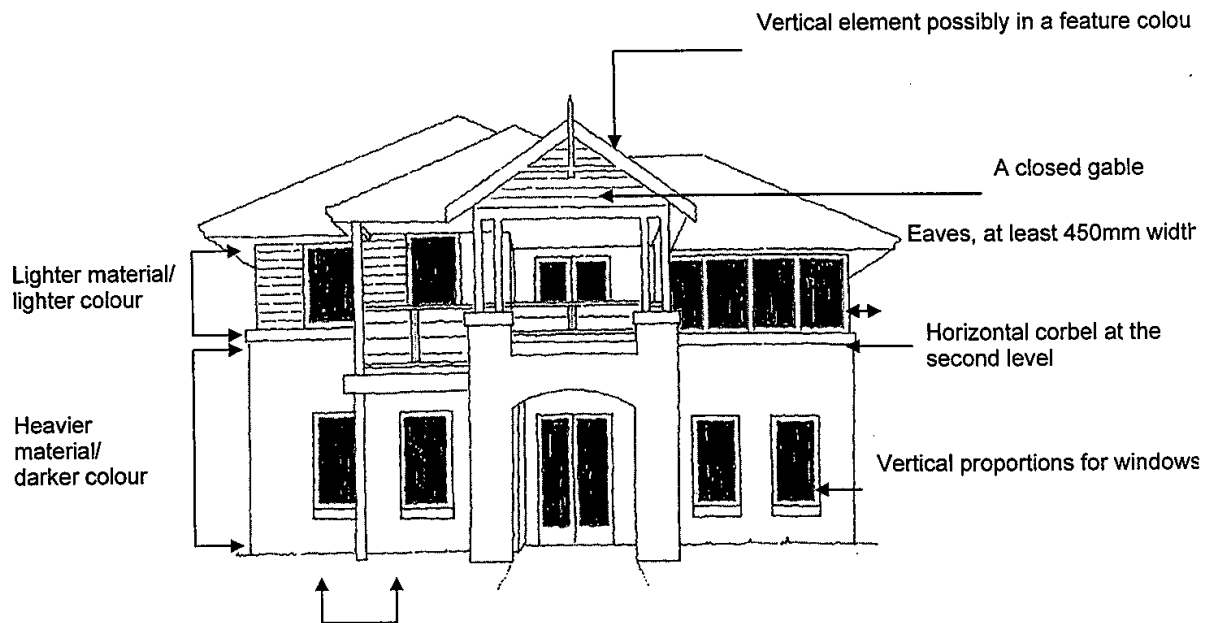 Vertical element possibly in a feature colou
A closed gable
Eaves, at least 450mm width
Lighter material/
lighter colour
Horizontal corbel at the
second level
Heavier
material/
darker colour
Vertical proportions for windows